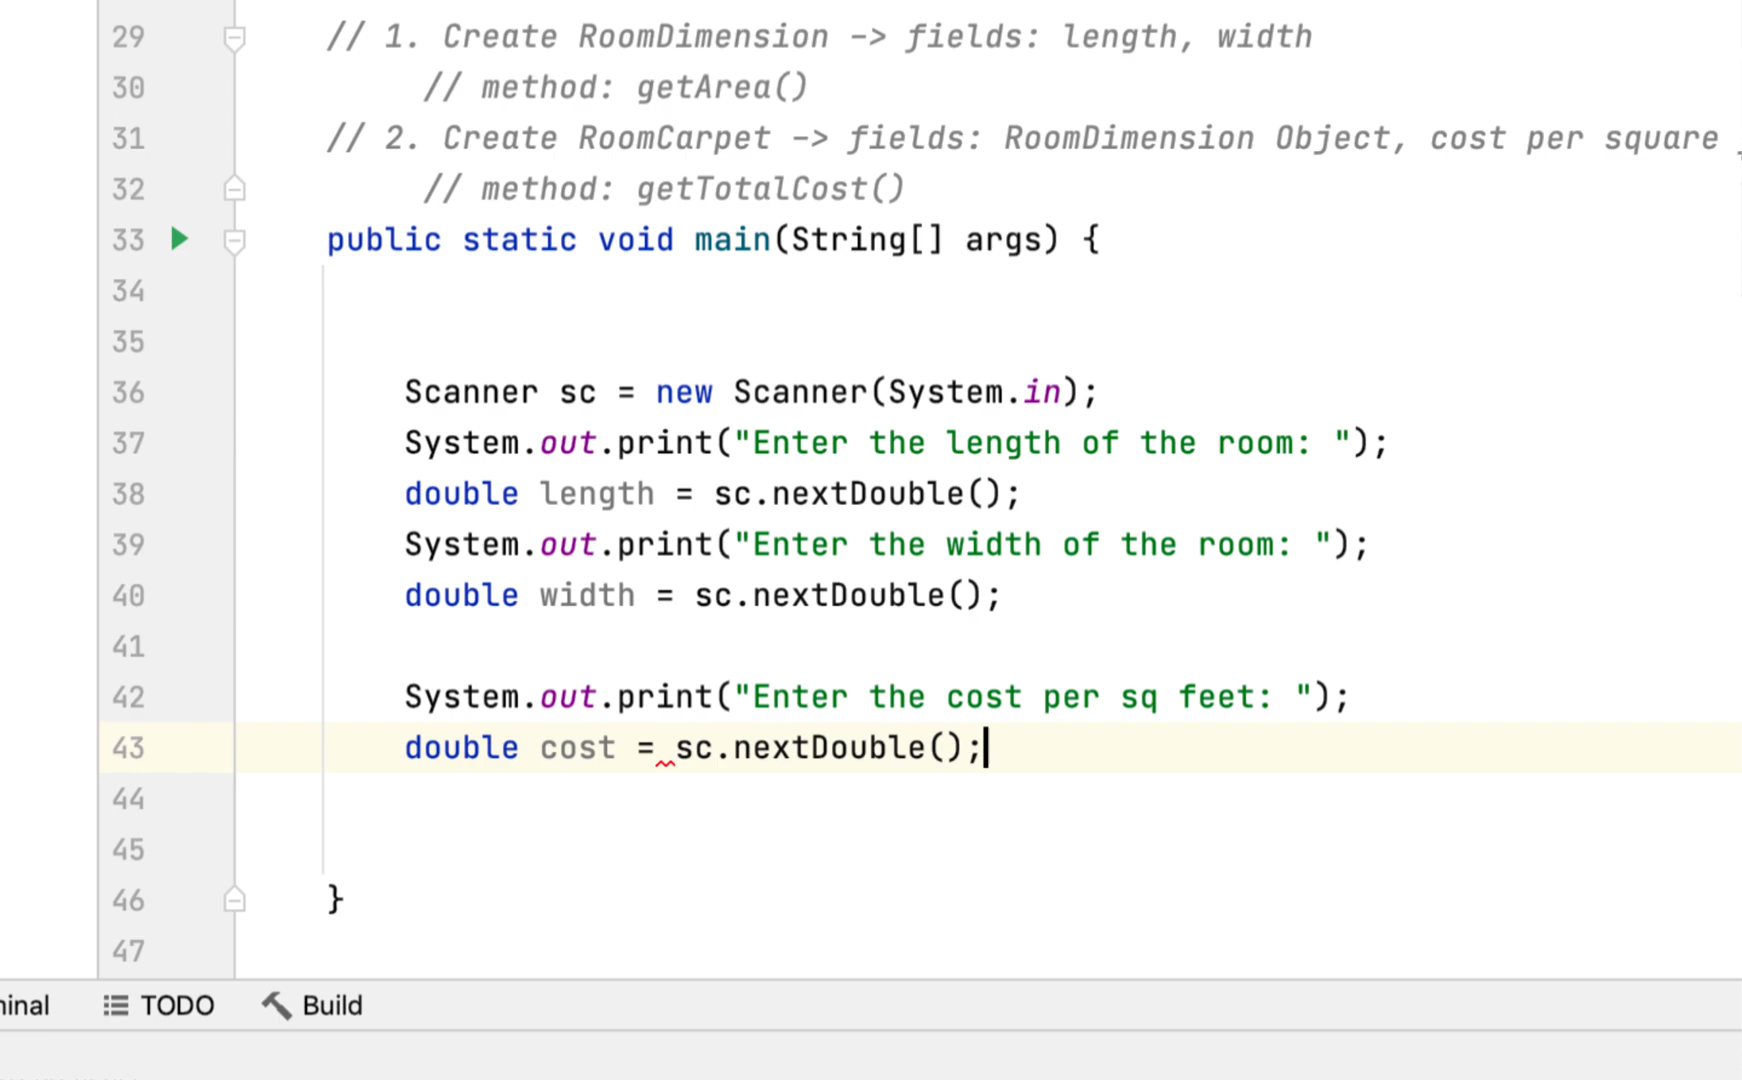 29 // 1. Create RoomDimension -> fields: length, width
30 // method: getArea()
31 // 2. Create RoomCarpet -> fields: RoomDimension Object, cost per square
32 // method: getTotalCost()
33 public static void main(String[] args) {
34
35
36 Scanner sc = new Scanner(System.in);
37 System.out.print("Enter the length of the room: ");
38 double length = sc.nextDouble();
39 System.out.print("Enter the width of the room: ");
40 double width = sc.nextDouble();
41
42 System.out.print("Enter the cost per sq feet: ");
43 double cost = sc.nextDouble();
44
45
46 }
47
minal TODO Build